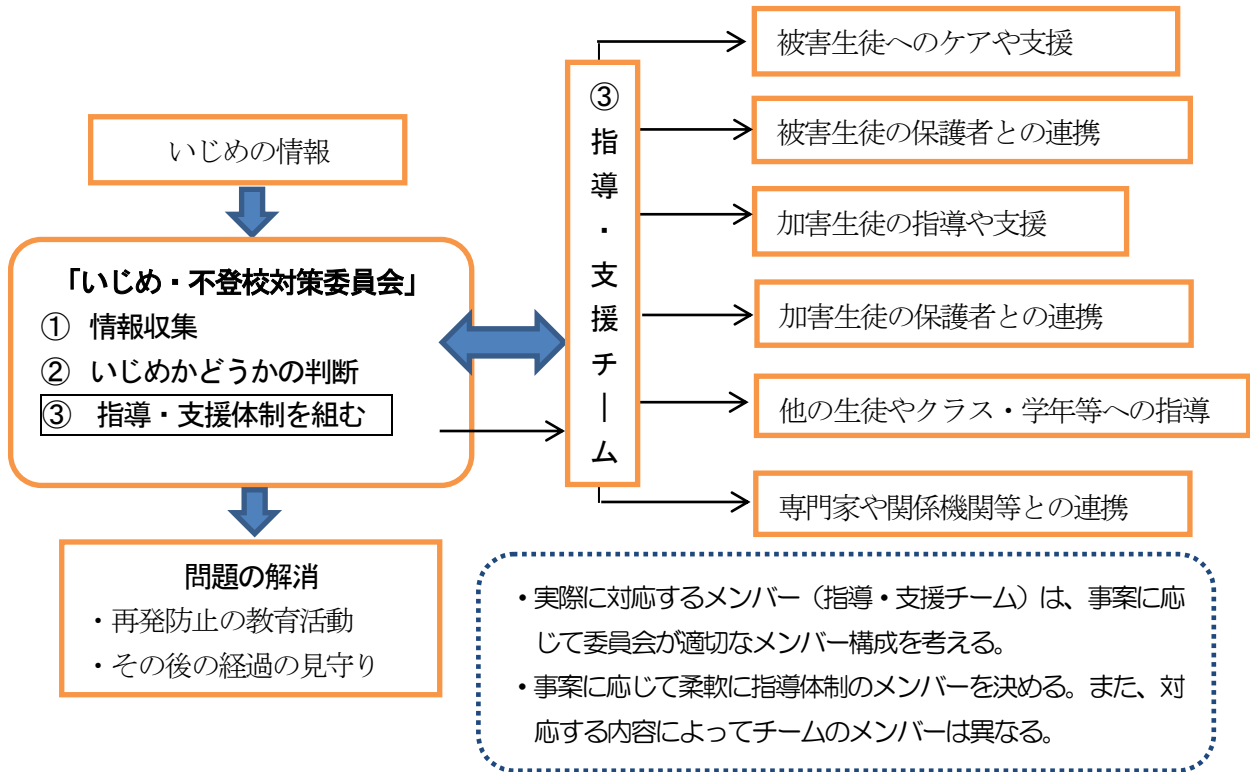 いじめの情報
「いじめ・不登校対策委員会」
① 情報収集
② いじめかどうかの判断
③ 指導・支援体制を組む
問題の解消
・再発防止の教育活動
・その後の経過の見守り
③指導・支援チーム
被害生徒へのケアや支援
被害生徒の保護者との連携
加害生徒の指導や支援
加害生徒の保護者との連携
他の生徒やクラス・学年等への指導
専門家や関係機関等との連携
・実際に対応するメンバー（指導・支援チーム）は、事案に応
じて委員会が適切なメンバー構成を考える。
・事案に応じて柔軟に指導体制のメンバーを決める。また、対
応する内容によってチームのメンバーは異なる。